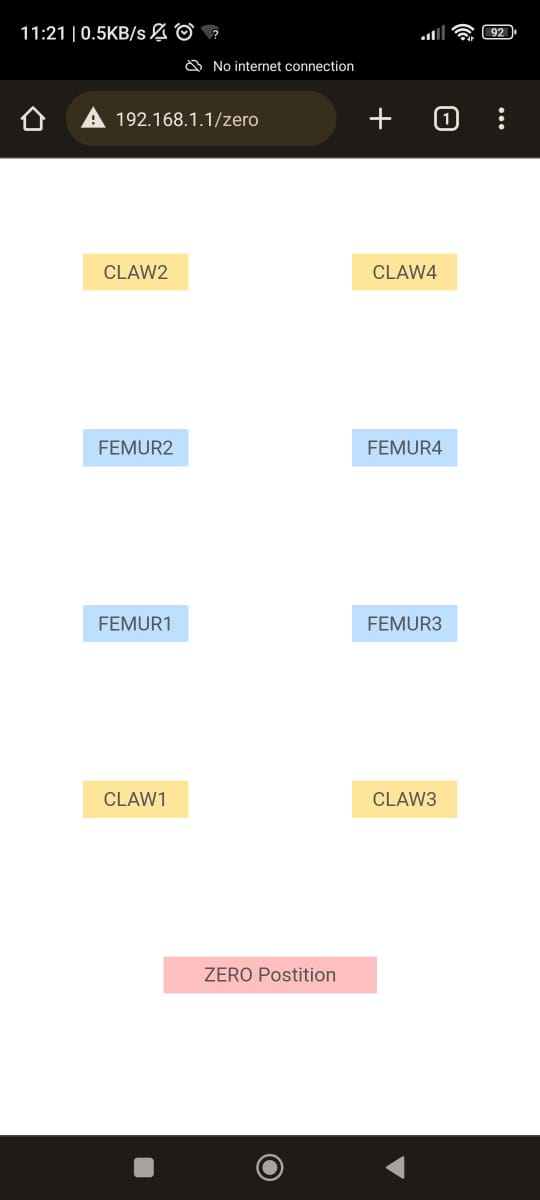 11:21 | 0.5KB/s
92
No internet connection
192.168.1.1/zero
1
CLAW2 CLAW4
FEMUR2 FEMUR4
FEMUR1 FEMUR3
CLAW1 CLAW3
ZERO Postition